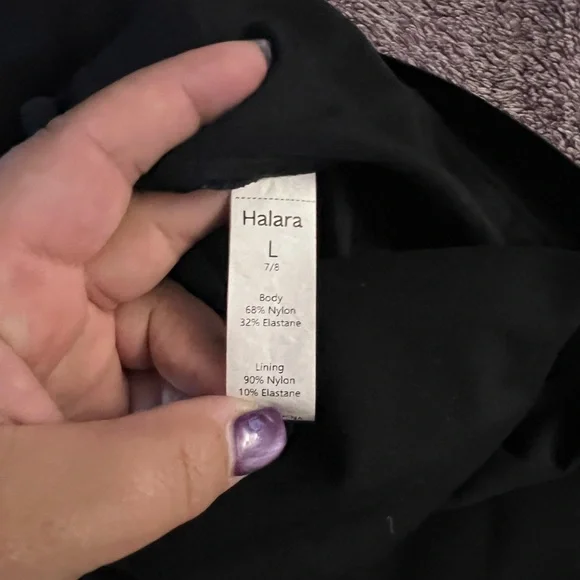 Halara
L
7/8
Body
68% Nylon
32% Elastane
Lining
90% Nylon
10% Elastane